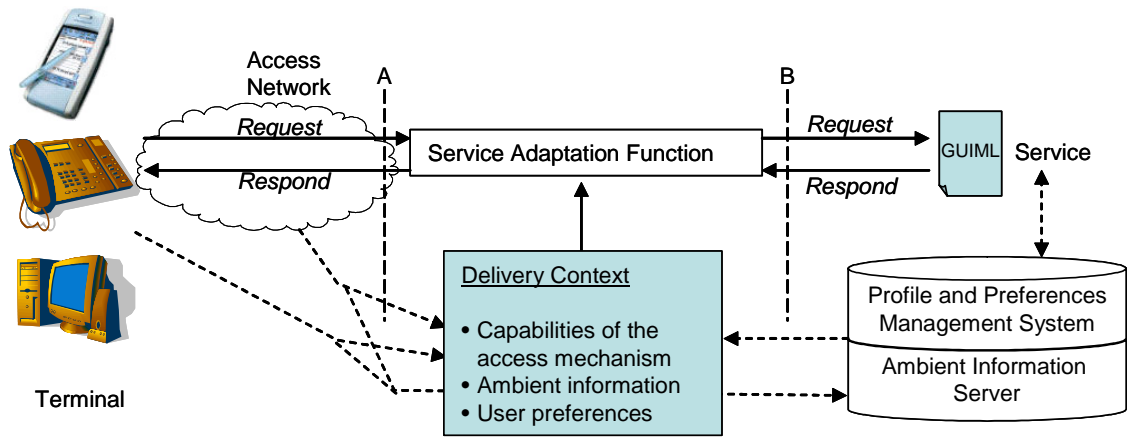 Access
Network
A
B
Request
Request
Service Adaptation Function
GUIML
Service
Respond
Respond
Delivery Context
• Capabilities of the
access mechanism
• Ambient information
• User preferences
Profile and Preferences
Management System
Ambient Information
Server
Terminal